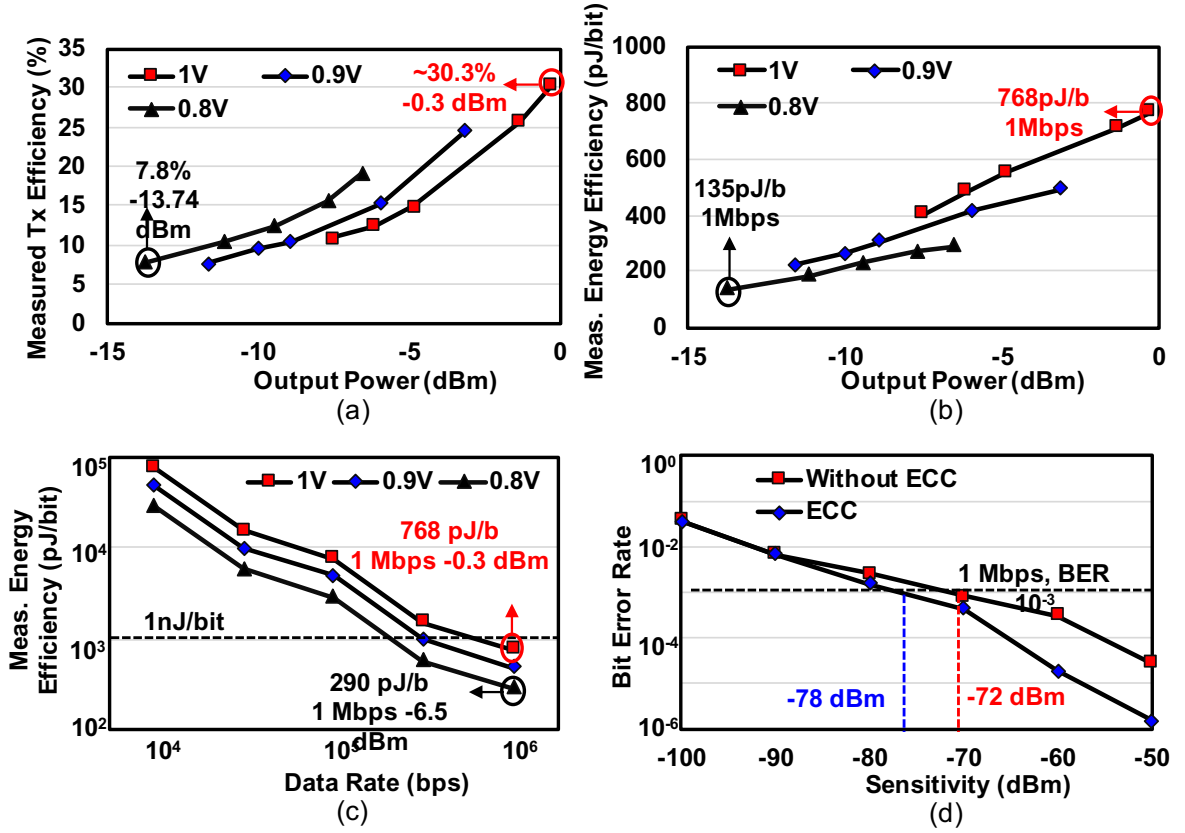 35
30
25
20
15
10
5
0
Measured Tx Efficiency (%)
1V
0.9V
0.8V
~30.3%
-0.3 dBm
7.8%
-13.74
dBm
-15
-10
-5
0
Output Power (dBm)
(a)
1000
800
600
400
200
0
Meas. Energy Efficiency (pJ/bit)
1V
0.9V
0.8V
768pJ/b
1Mbps
135pJ/b
1Mbps
-15
-10
-5
0
Output Power (dBm)
(b)
10^5
10^4
10^3
10^2
Meas. Energy
Efficiency (pJ/bit)
1V
0.9V
0.8V
768 pJ/b
1 Mbps -0.3 dBm
1nJ/bit
290 pJ/b
1 Mbps -6.5
dBm
10^4
10^5
10^6
Data Rate (bps)
(c)
10^0
10^-2
10^-4
10^-6
Bit Error Rate
Without ECC
ECC
1 Mbps, BER
10^-3
-78 dBm
-72 dBm
-100
-90
-80
-70
-60
-50
Sensitivity (dBm)
(d)